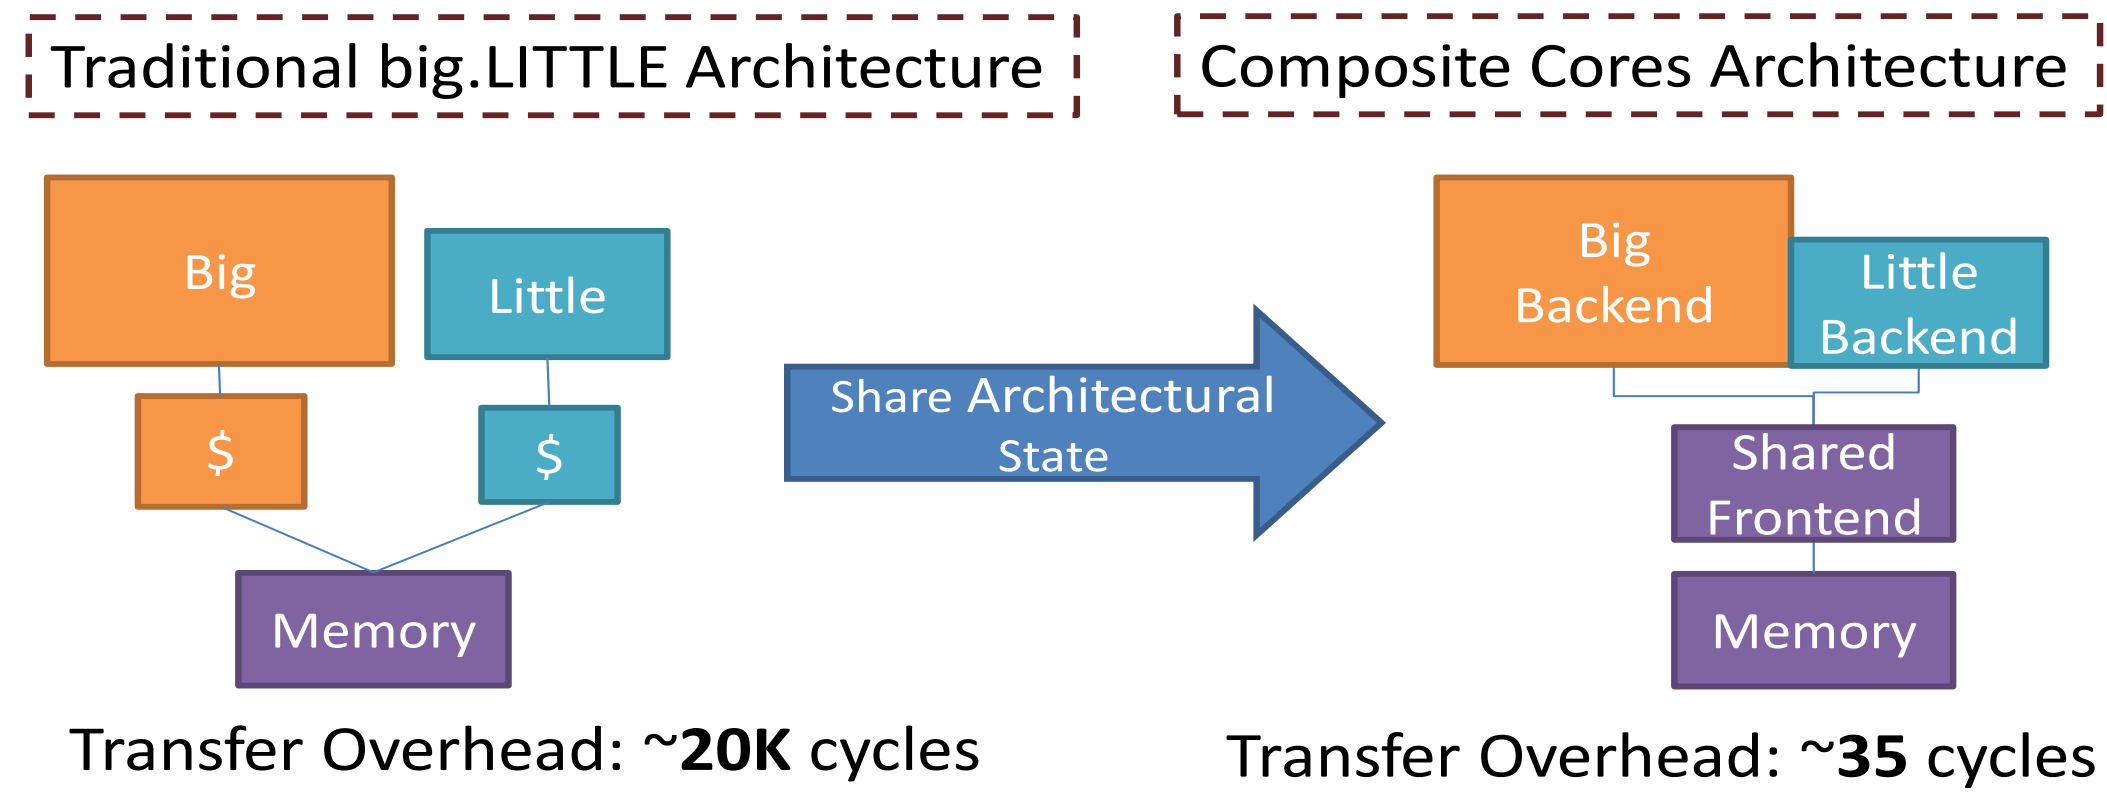 Traditional big.LITTLE Architecture
Composite Cores Architecture
Big
Little
$
$
Memory
Share Architectural
State
Big
Backend
Little
Backend
Shared
Frontend
Memory
Transfer Overhead: ~20K cycles
Transfer Overhead: ~35 cycles